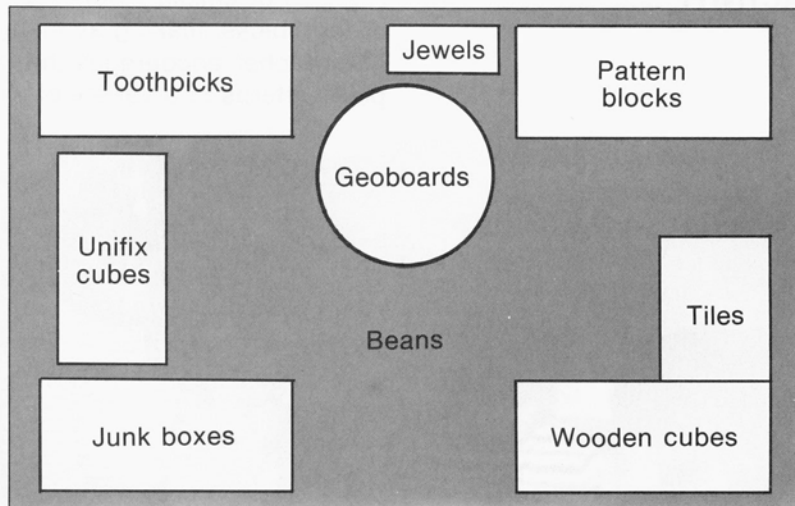 Toothpicks
Jewels
Pattern
blocks
Geoboards
Unifix
cubes
Tiles
Beans
Junk boxes
Wooden cubes